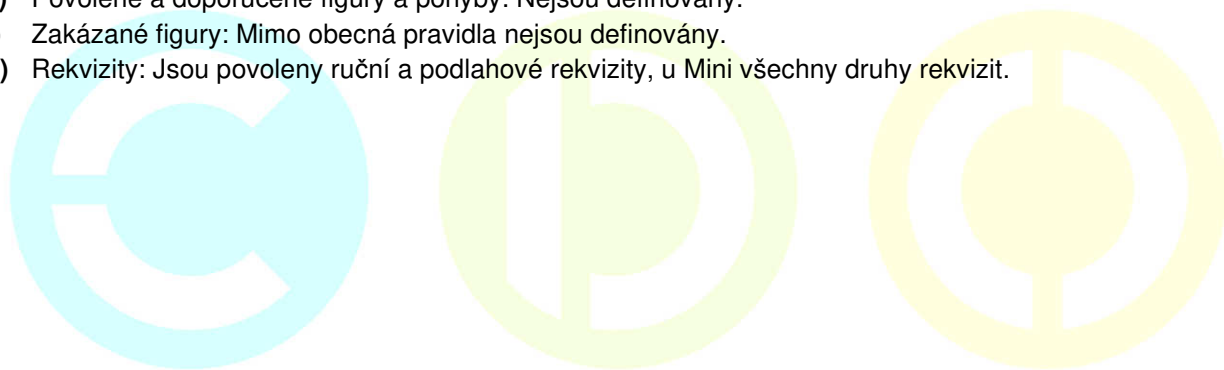 ) Povolené a doporučené figury a pohyby: Nejsou definovány.
Zakázané figury: Mimo obecná pravidla nejsou definovány.
) Rekvizity: Jsou povoleny ruční a podlahové rekvizity, u Mini všechny druhy rekvizit.